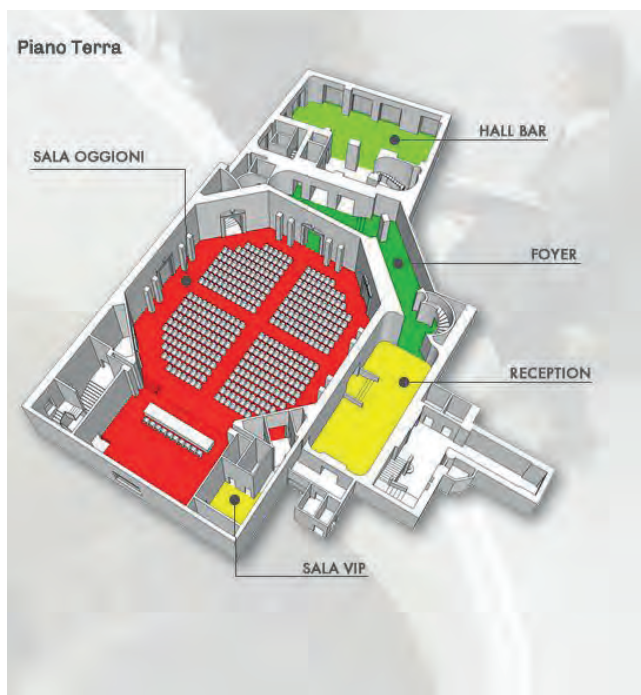 Piano Terra
HALL BAR
SALA OGGIONI
FOYER
RECEPTION
SALA VIP